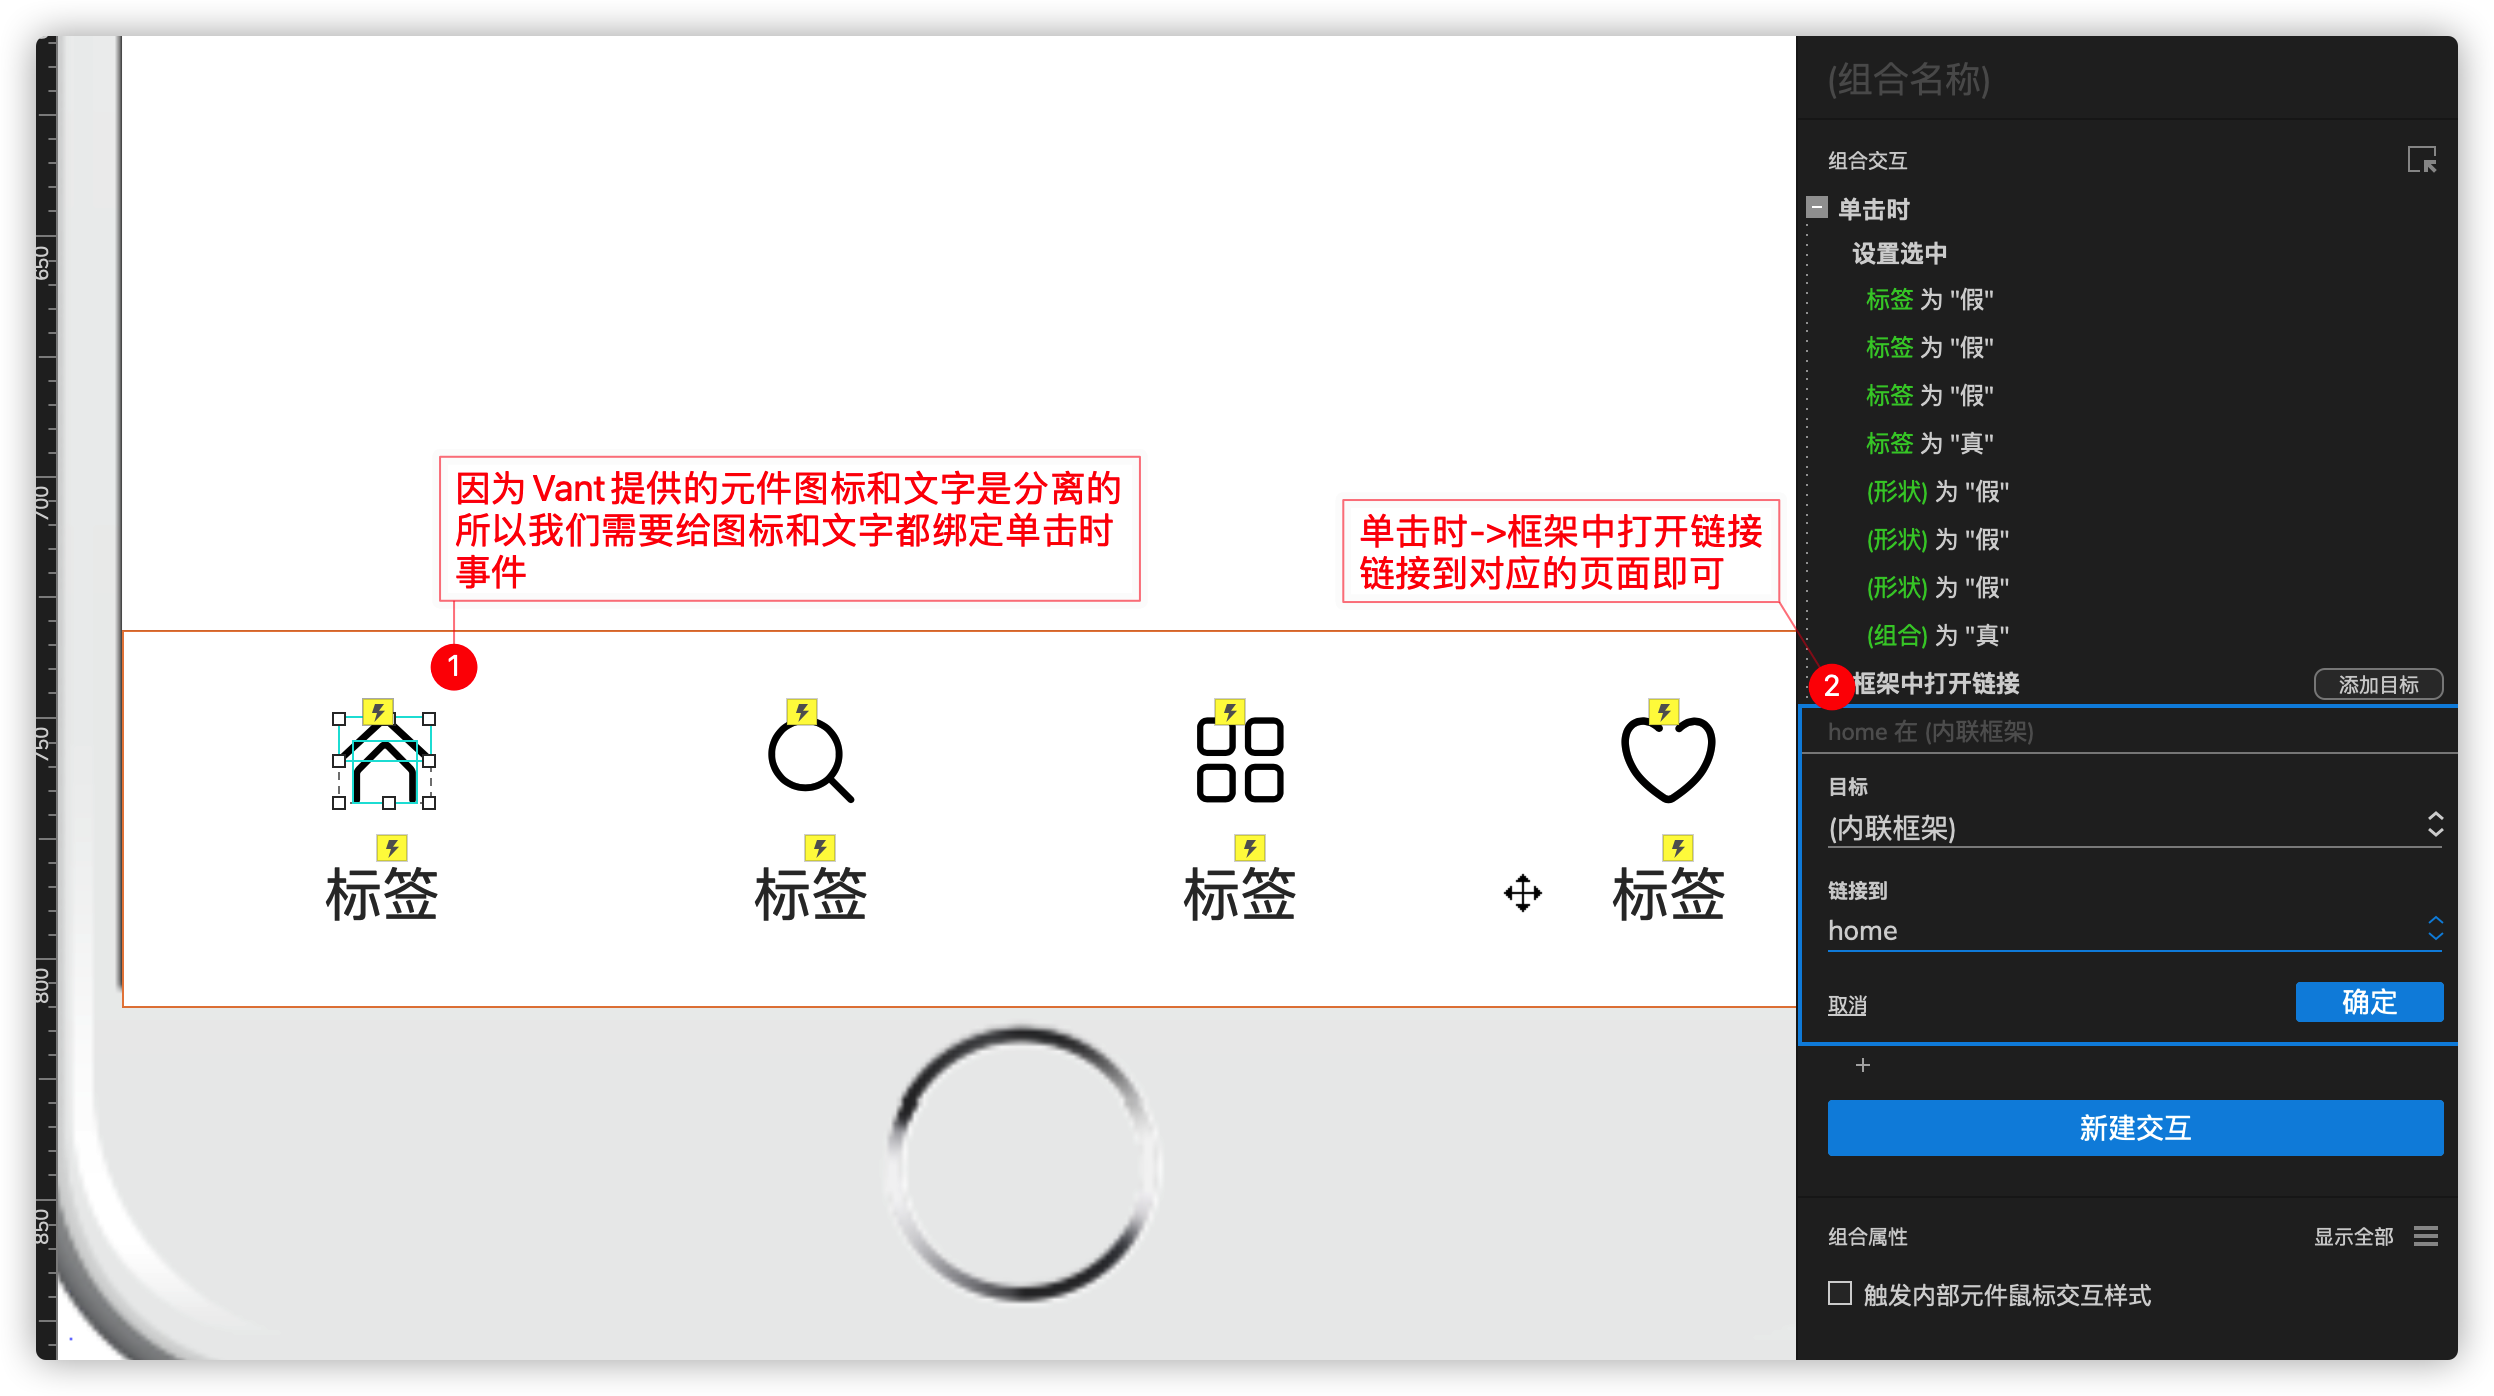 650
700
750
800
850
因为 Vant 提供的元件图标和文字是分离的
所以我们需要给图标和文字都绑定单击时
事件
单击时->框架中打开链接
链接到对应的页面即可
1
2
标签
标签
标签
标签
(组合名称)
组合交互
单击时
设置选中
标签 为 "假"
标签 为 "假"
标签 为 "假"
标签 为 "真"
(形状) 为 "假"
(形状) 为 "假"
(形状) 为 "假"
(组合) 为 "真"
框架中打开链接
添加目标
home 在 (内联框架)
目标
(内联框架)
链接到
home
取消
确定
+
新建交互
组合属性
显示全部
触发内部元件鼠标交互样式